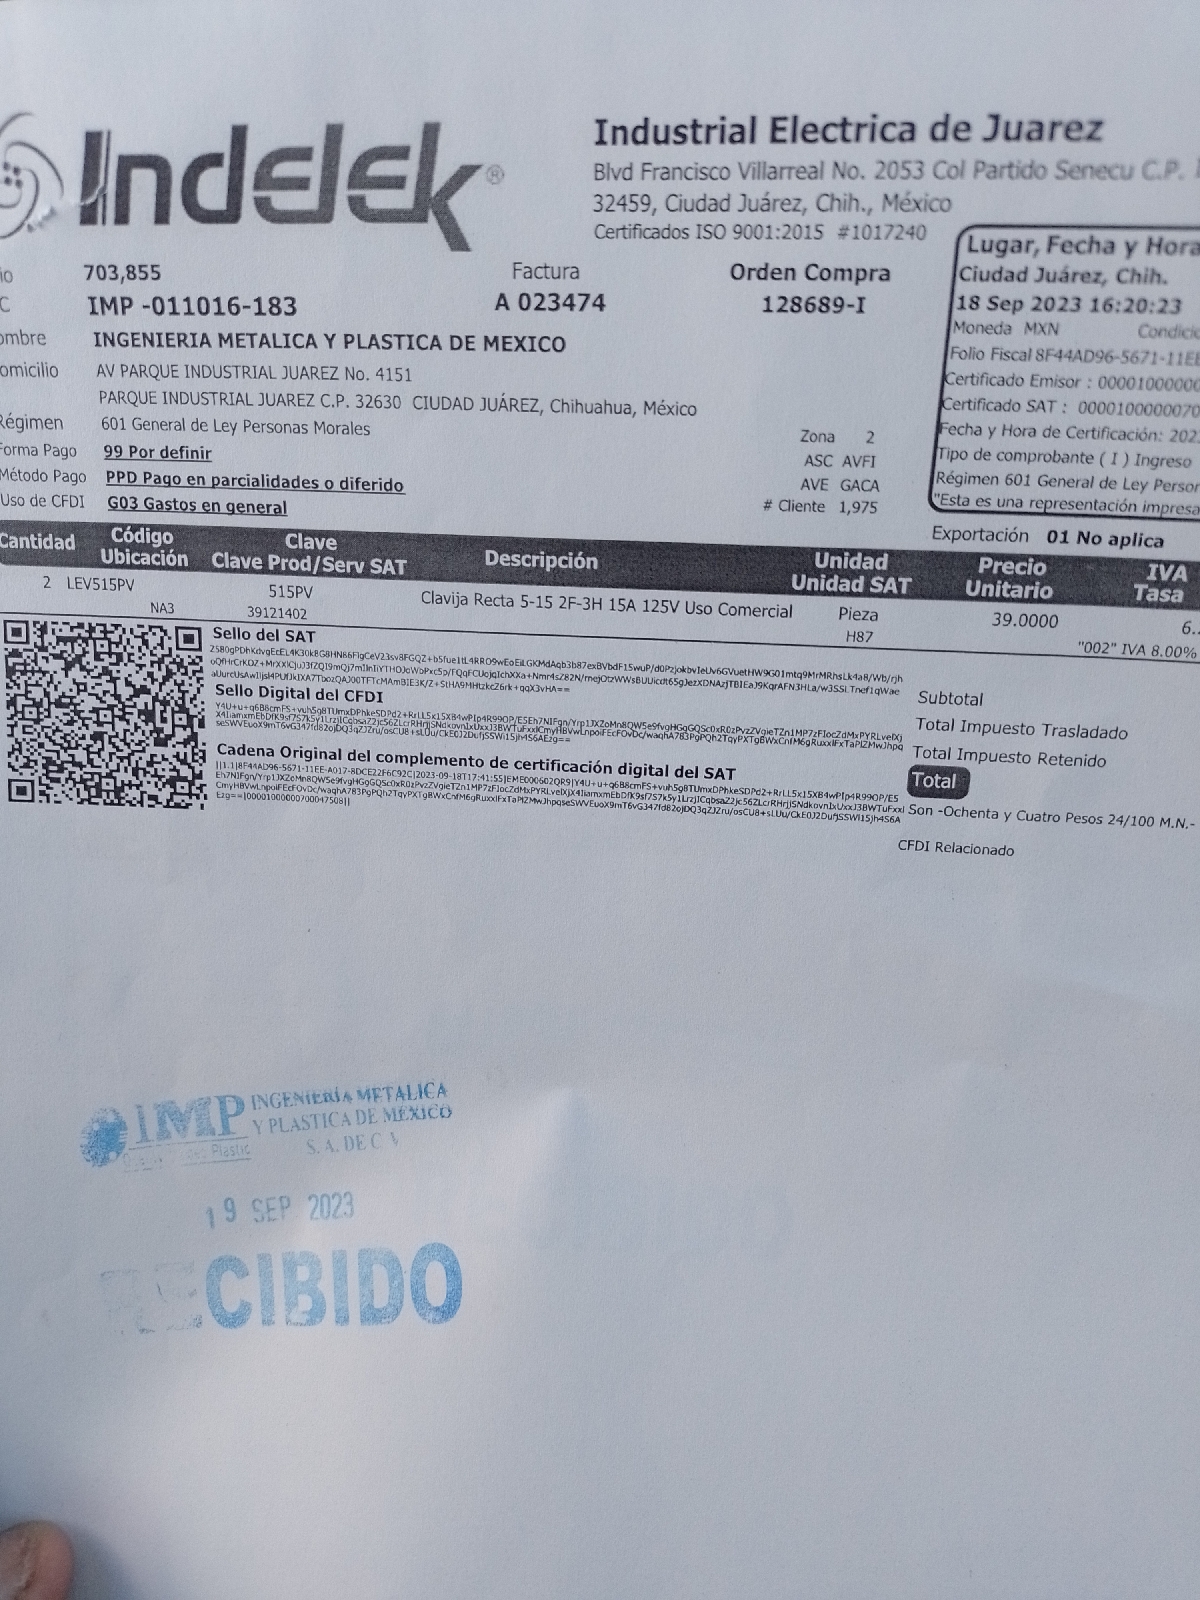 Indelek®
Industrial Electrica de Juarez
Blvd Francisco Villarreal No. 2053 Col Partido Senecu C.P.
32459, Ciudad Juárez, Chih., México
Certificados ISO 9001:2015 #1017240
io 703,855
Factura
Orden Compra
C IMP -011016-183
A 023474
128689-I
ombre INGENIERIA METALICA Y PLASTICA DE MEXICO
omicilio AV PARQUE INDUSTRIAL JUAREZ No. 4151
PARQUE INDUSTRIAL JUAREZ C.P. 32630 CIUDAD JUÁREZ, Chihuahua, México
Régimen 601 General de Ley Personas Morales
Forma Pago 99 Por definir
Método Pago PPD Pago en parcialidades o diferido
Uso de CFDI G03 Gastos en general
Zona 2
ASC AVFI
AVE GACA
# Cliente 1,975
Lugar, Fecha y Hora
Ciudad Juárez, Chih.
18 Sep 2023 16:20:23
Moneda MXN Condicio
Folio Fiscal 8F44AD96-5671-11EE
Certificado Emisor : 00001000000
Certificado SAT : 0000100000070
Fecha y Hora de Certificación: 202
Tipo de comprobante ( I ) Ingreso
Régimen 601 General de Ley Person
"Esta es una representación impresa
Exportación 01 No aplica
Cantidad Código Ubicación Clave Clave Prod/Serv SAT Descripción Unidad Unidad SAT Precio Unitario IVA Tasa
2 LEV515PV 515PV Clavija Recta 5-15 2F-3H 15A 125V Uso Comercial Pieza 39.0000 6.
NA3 39121402 H87 "002" IVA 8.00%
Sello del SAT
Sello Digital del CFDI
Cadena Original del complemento de certificación digital del SAT
Subtotal
Total Impuesto Trasladado
Total Impuesto Retenido
Total
Son -Ochenta y Cuatro Pesos 24/100 M.N.-
CFDI Relacionado
IMP INGENIERÍA METALICA
Y PLASTICA DE MÉXICO
S.A. DE C V
19 SEP 2023
RECIBIDO